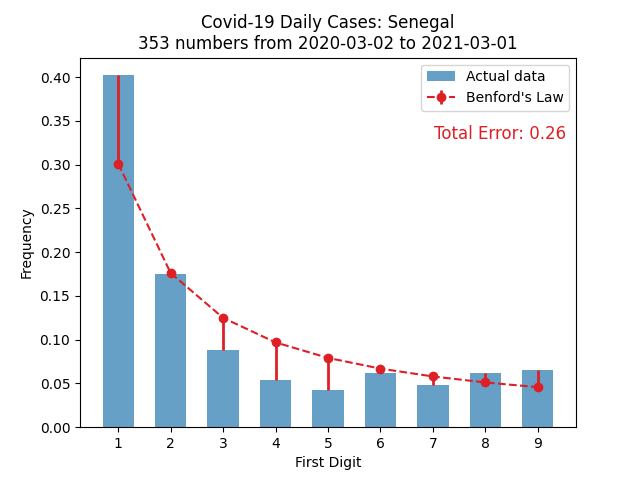 Covid-19 Daily Cases: Senegal
353 numbers from 2020-03-02 to 2021-03-01
Actual data
Benford's Law
Total Error: 0.26
Frequency
0.40
0.35
0.30
0.25
0.20
0.15
0.10
0.05
0.00
1 2 3 4 5 6 7 8 9
First Digit